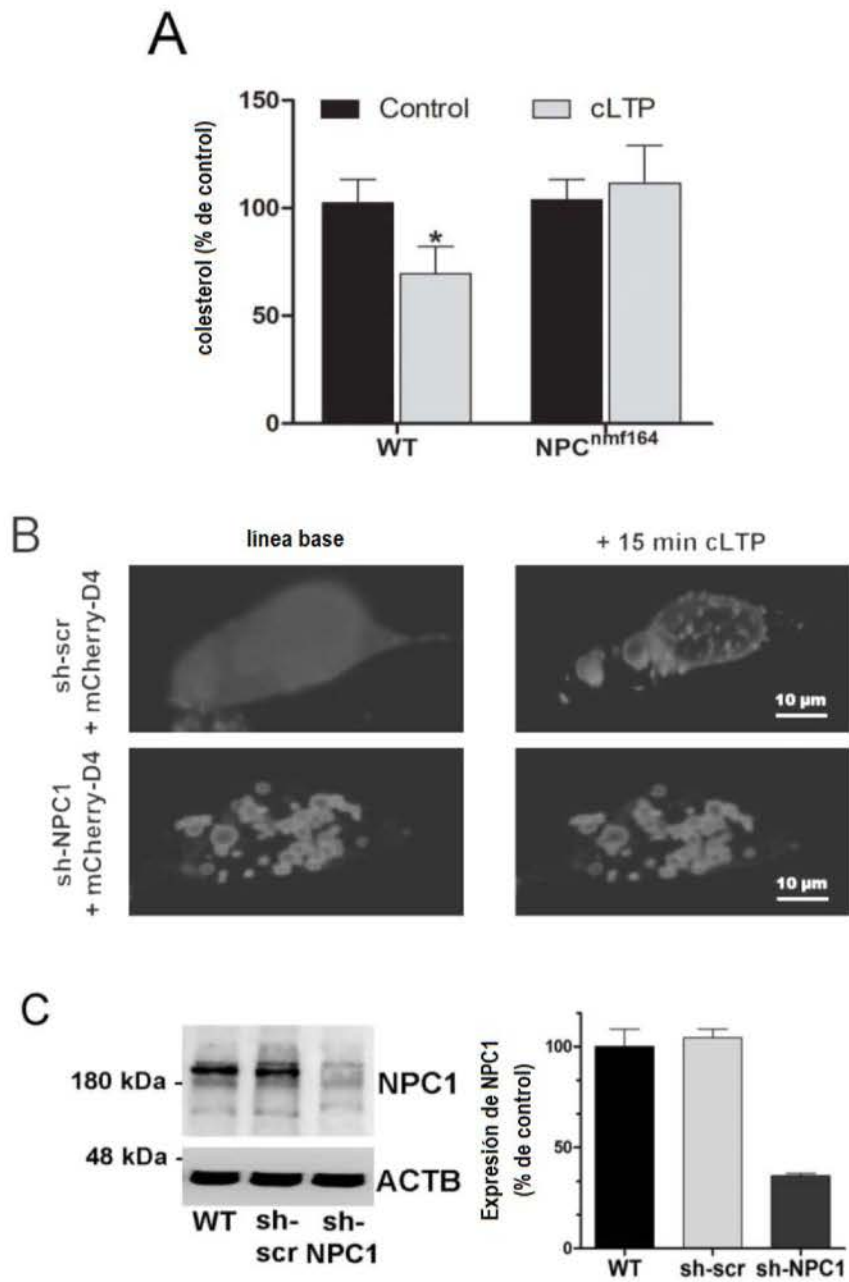 A
150
Control
cLTP
100
*
50
0
colesterol (% de control)
WT
NPCnmf164
B
línea base
+ 15 min cLTP
sh-scr
+ mCherry-D4
10 µm
sh-NPC1
+ mCherry-D4
10 µm
C
180 kDa -
NPC1
48 kDa -
ACTB
WT
sh-
scr
sh-
NPC1
Expresión de NPC1
(% de control)
100
50
0
WT
sh-scr
sh-NPC1